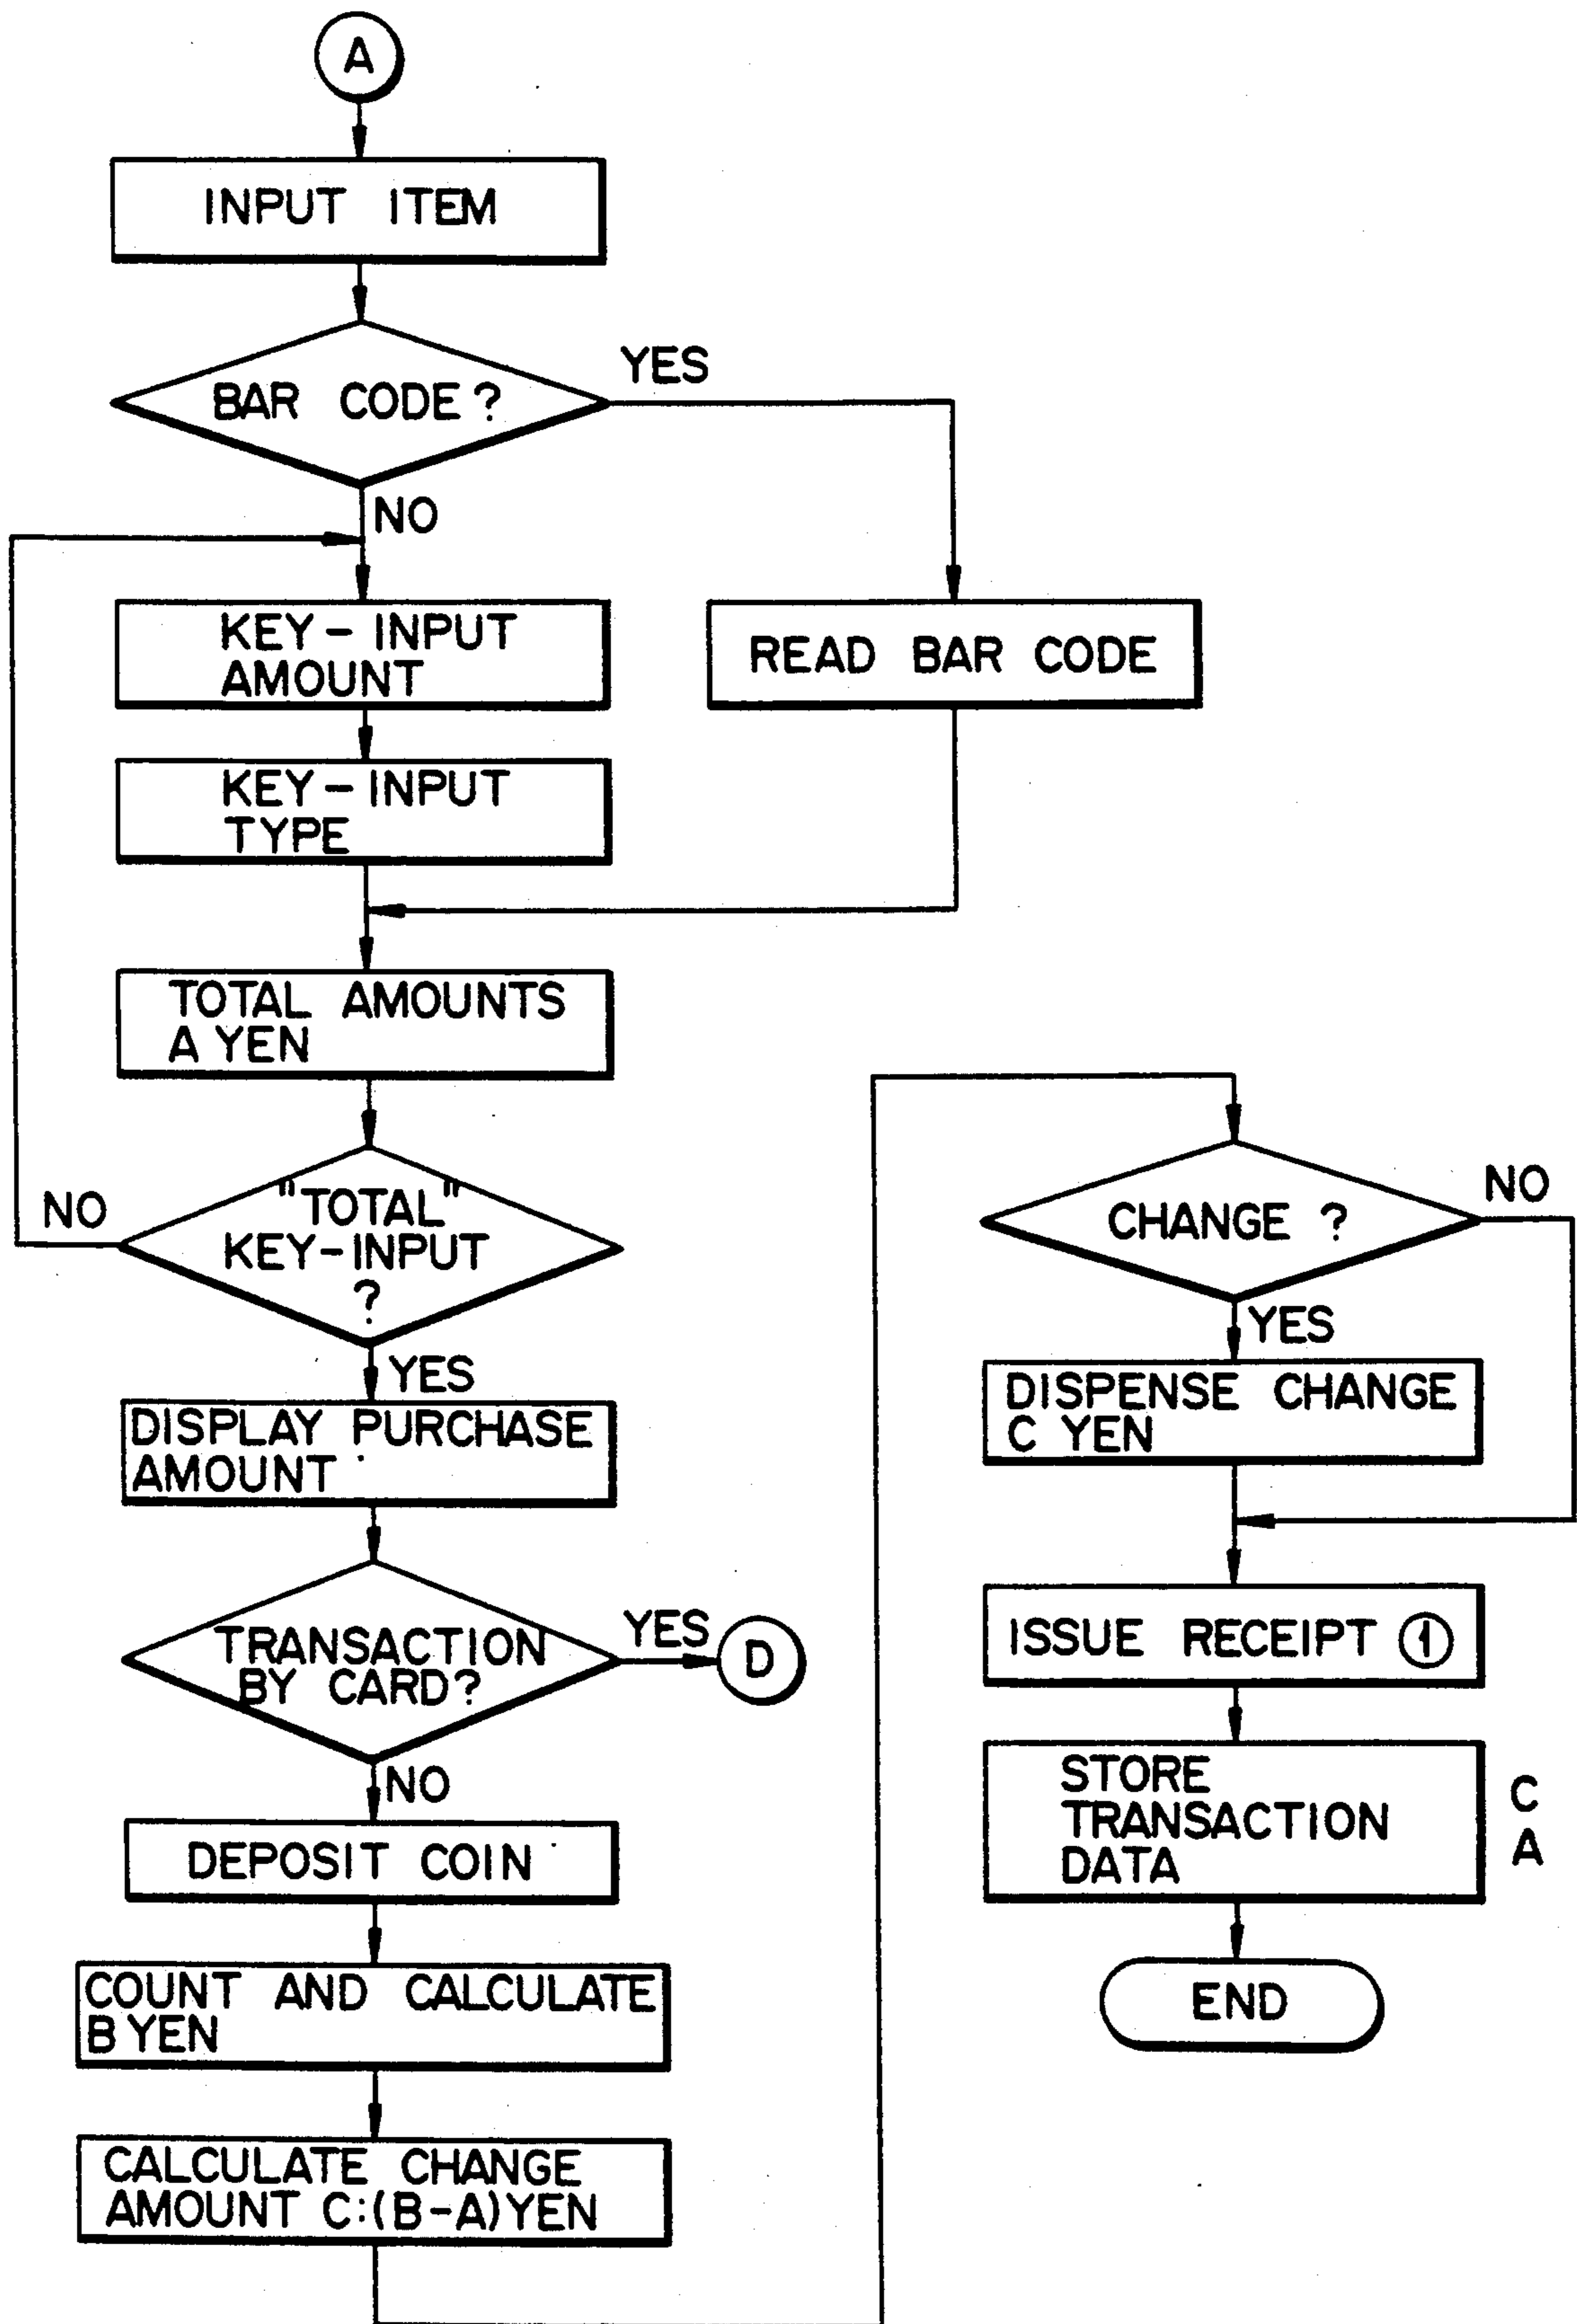 A
INPUT ITEM
BAR CODE?
YES
NO
KEY-INPUT
AMOUNT
READ BAR CODE
KEY-INPUT
TYPE
TOTAL AMOUNTS
A YEN
"TOTAL"
KEY-INPUT
?
NO
YES
DISPLAY PURCHASE
AMOUNT
TRANSACTION
BY CARD?
YES
D
NO
DEPOSIT COIN
COUNT AND CALCULATE
B YEN
CALCULATE CHANGE
AMOUNT C:(B-A)YEN
CHANGE ?
NO
YES
DISPENSE CHANGE
C YEN
ISSUE RECEIPT ①
STORE
TRANSACTION
DATA
C
A
END